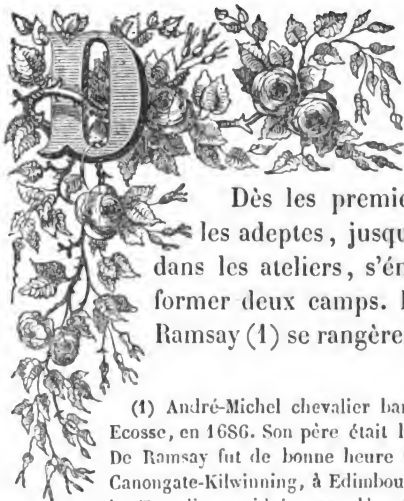 D
Dès les premie
les adeptes, jusqu
dans les ateliers, s'én
former deux camps.
Ramsay (1) se rangère
(1) André-Michel chevalier bar
Ecosse, en 1686. Son père était
De Ramsay fut de bonne heure
Canongate-Kilwinning, à Edimbou